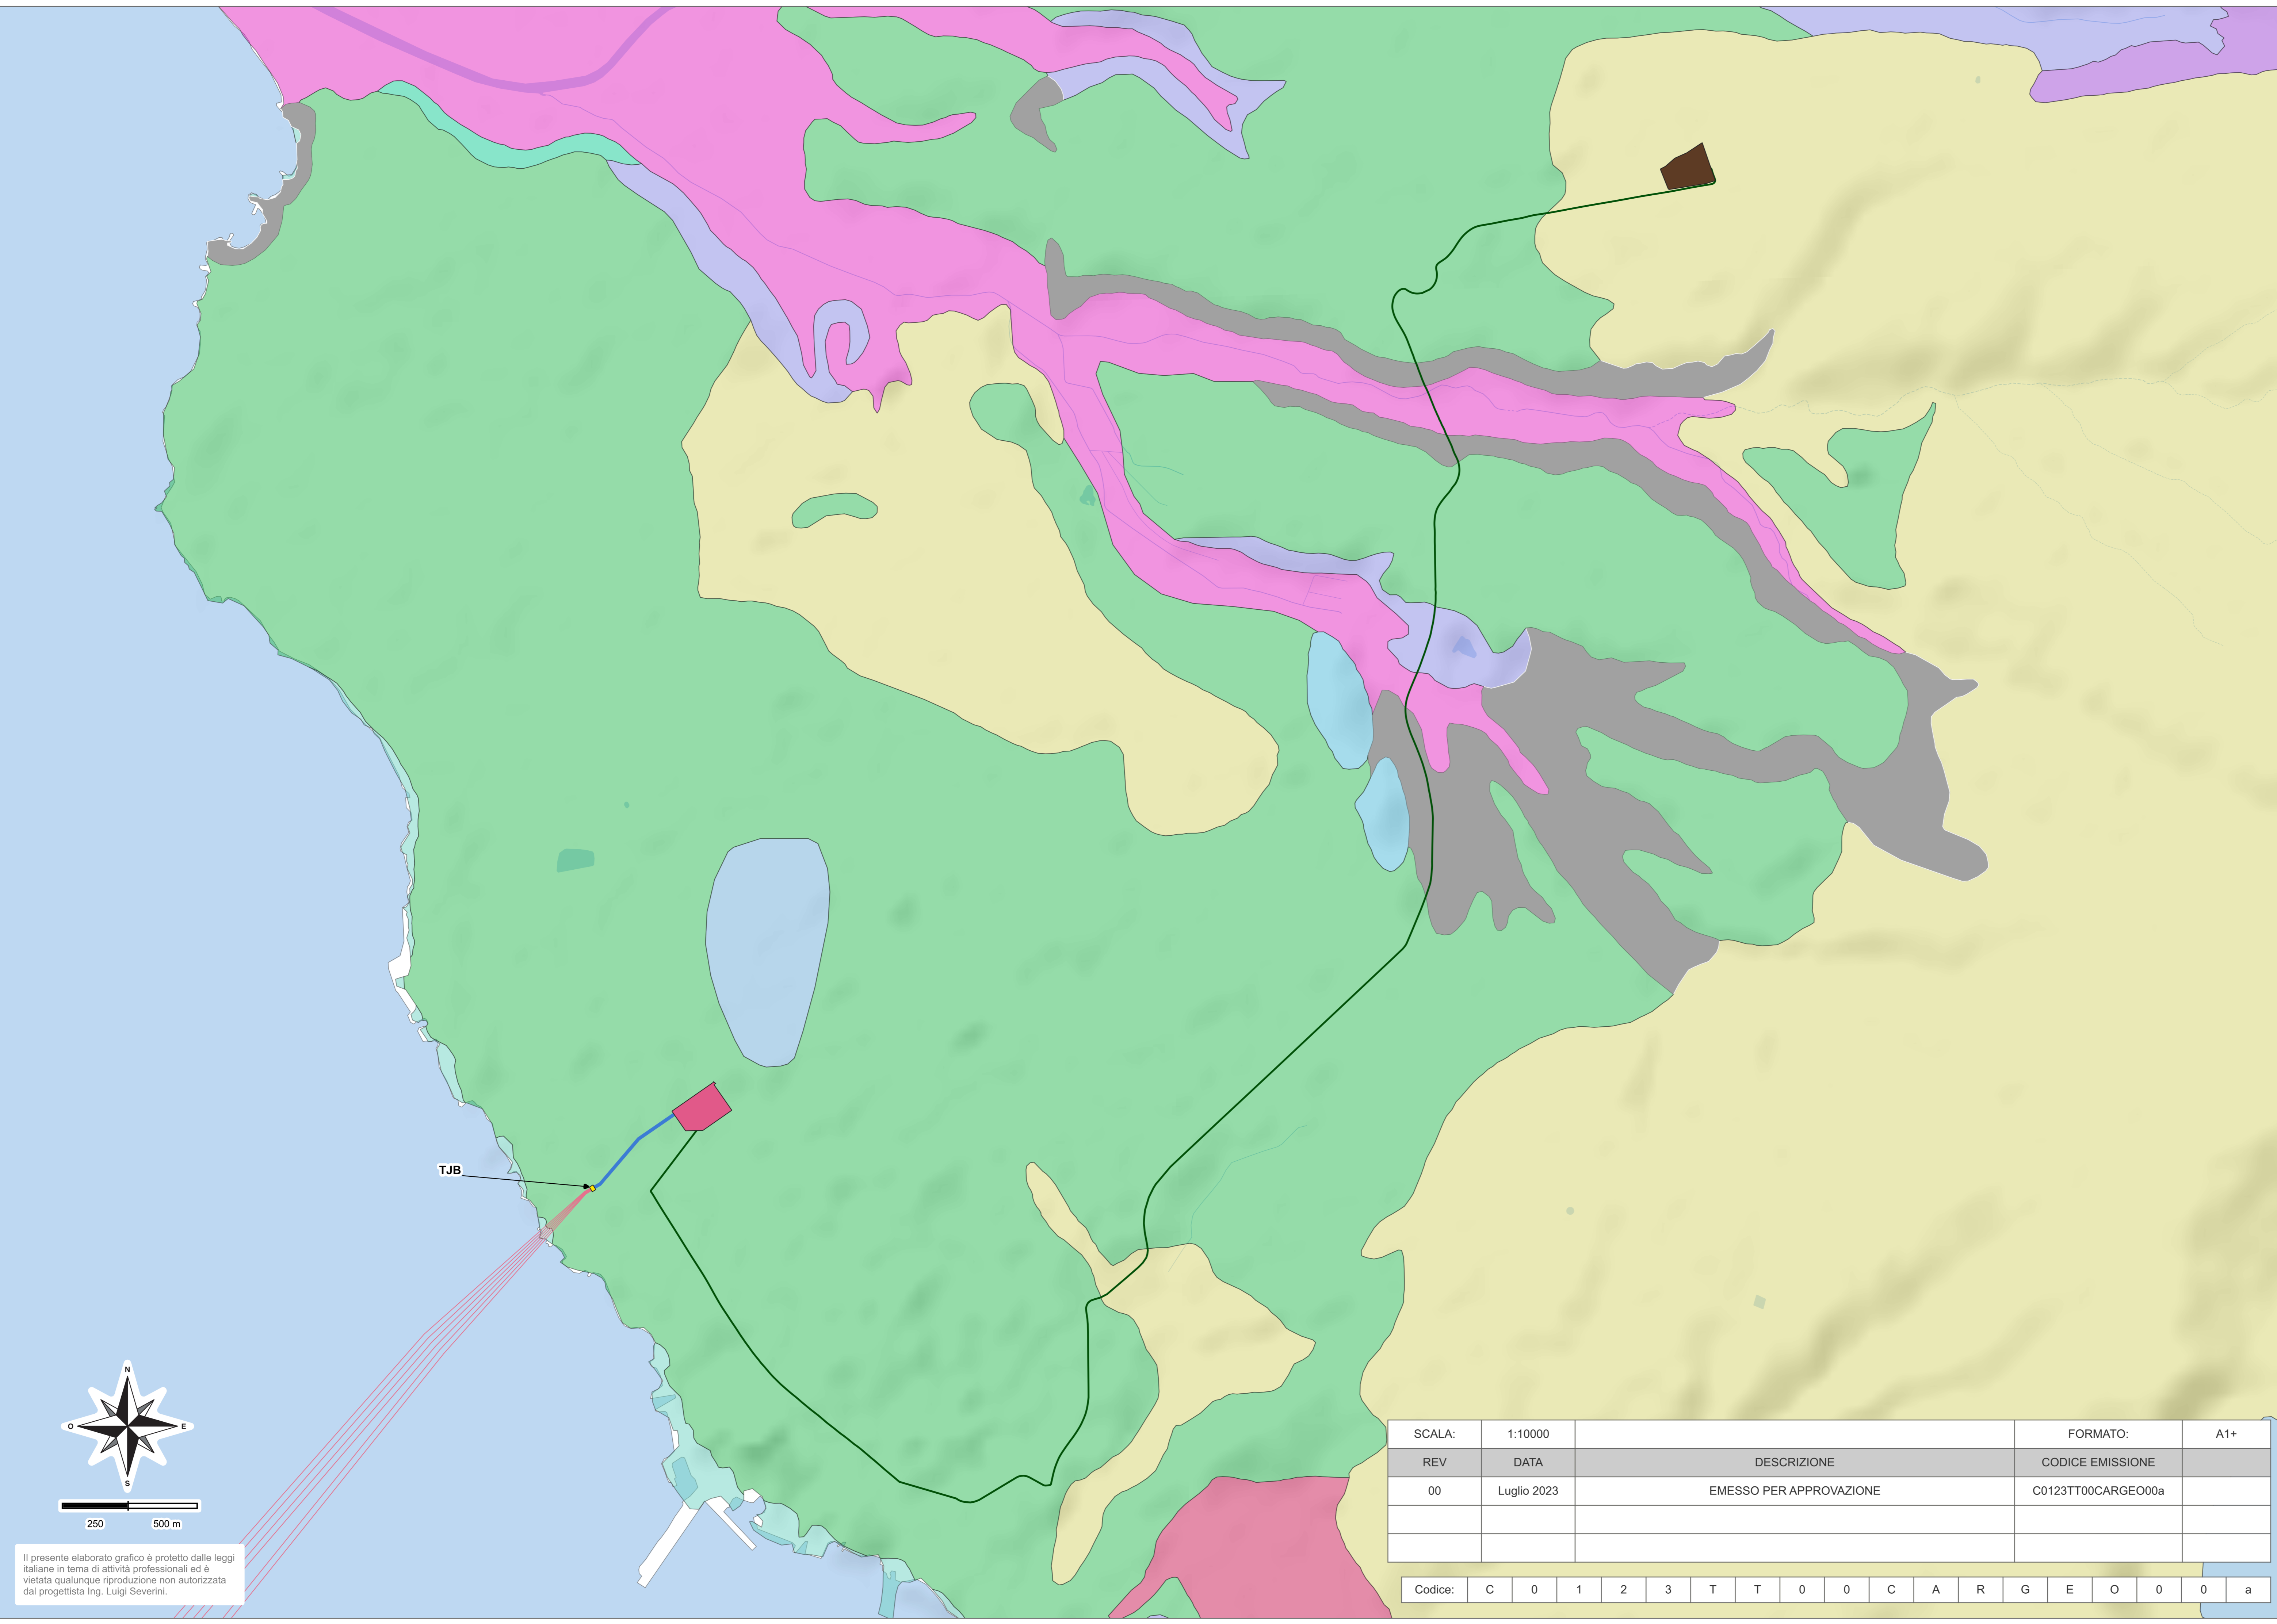 TJB
N
O
E
S
250
500 m
Il presente elaborato grafico è protetto dalle leggi
italiane in tema di attività professionali ed è
vietata qualunque riproduzione non autorizzata
dal progettista Ing. Luigi Severini.
SCALA: 1:10000 FORMATO: A1+
REV DATA DESCRIZIONE CODICE EMISSIONE
00 Luglio 2023 EMESSO PER APPROVAZIONE C0123TT00CARGEO00a
Codice: C 0 1 2 3 T T 0 0 C A R G E O 0 0 a